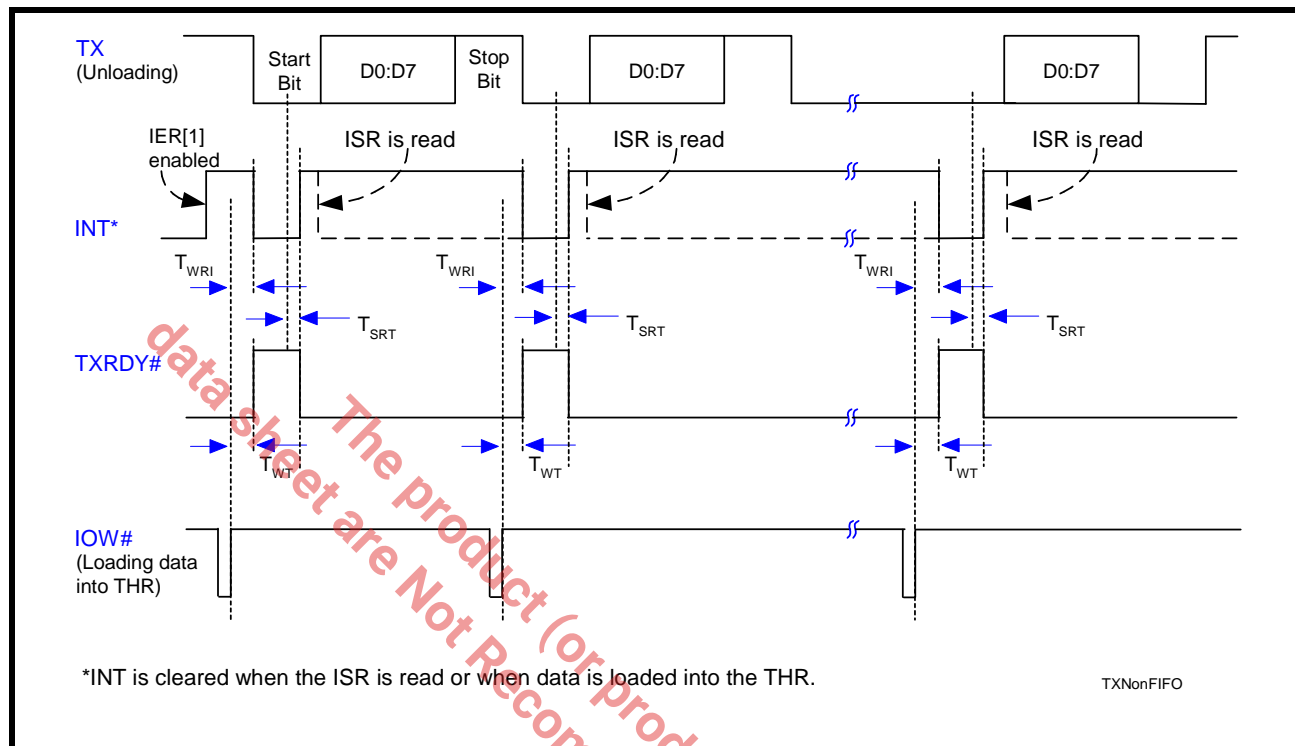 TX
(Unloading)
Start
Bit
D0:D7
Stop
Bit
D0:D7
D0:D7
IER[1]
enabled
ISR is read
ISR is read
ISR is read
INT*
TWRI
TWRI
TWRI
TSRT
TSRT
TSRT
TXRDY#
TWT
TWT
TWT
IOW#
(Loading data
into THR)
*INT is cleared when the ISR is read or when data is loaded into the THR.
TXNonFIFO
The product (or prod
data sheet are Not Recom